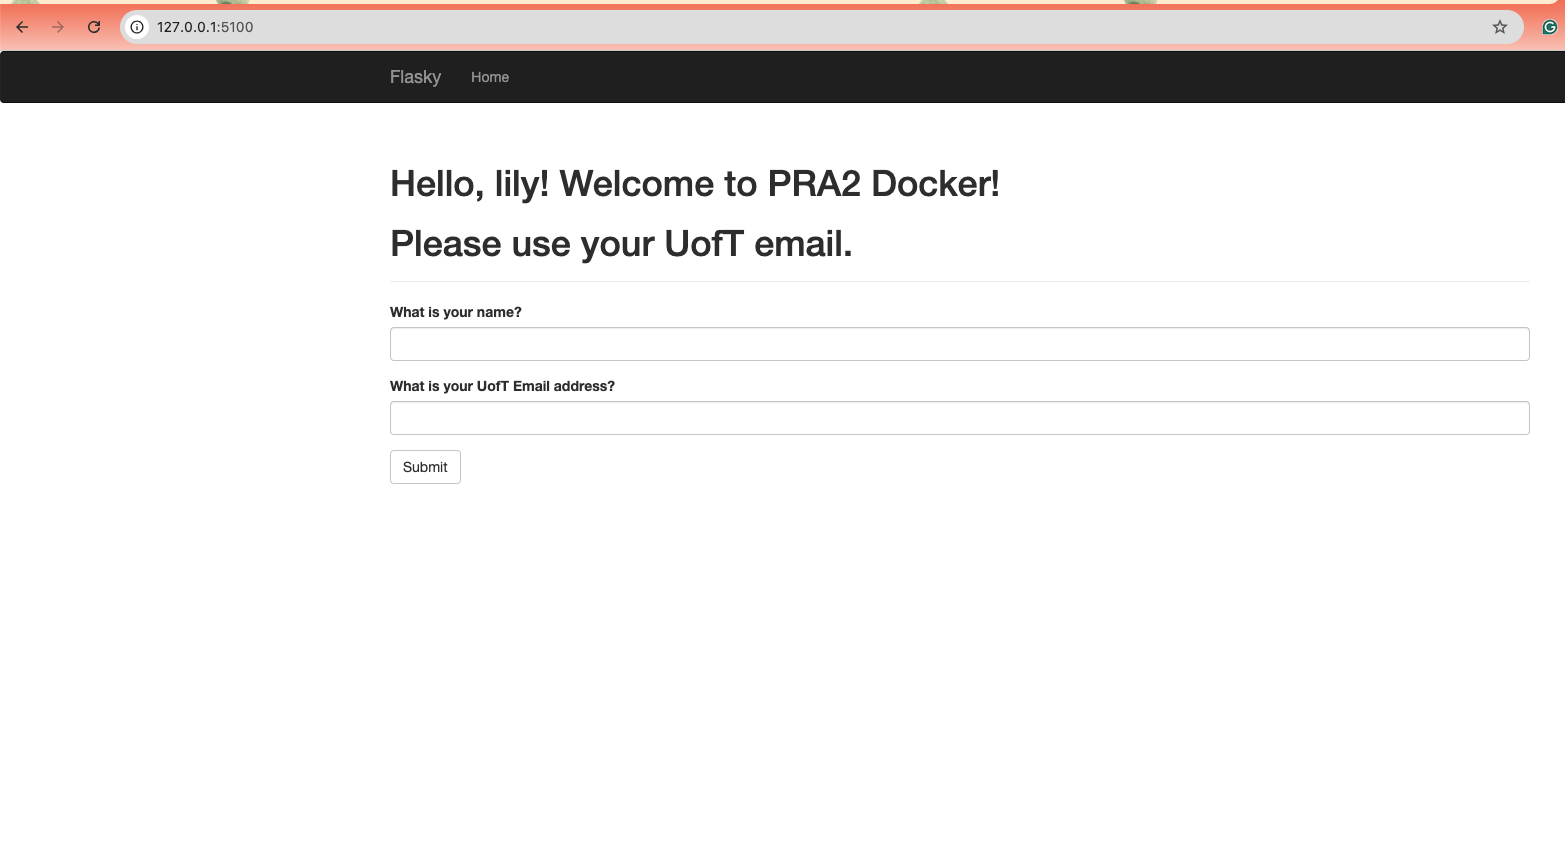 127.0.0.1:5100
Flasky Home
Hello, lily! Welcome to PRA2 Docker!
Please use your UofT email.
What is your name?
What is your UofT Email address?
Submit